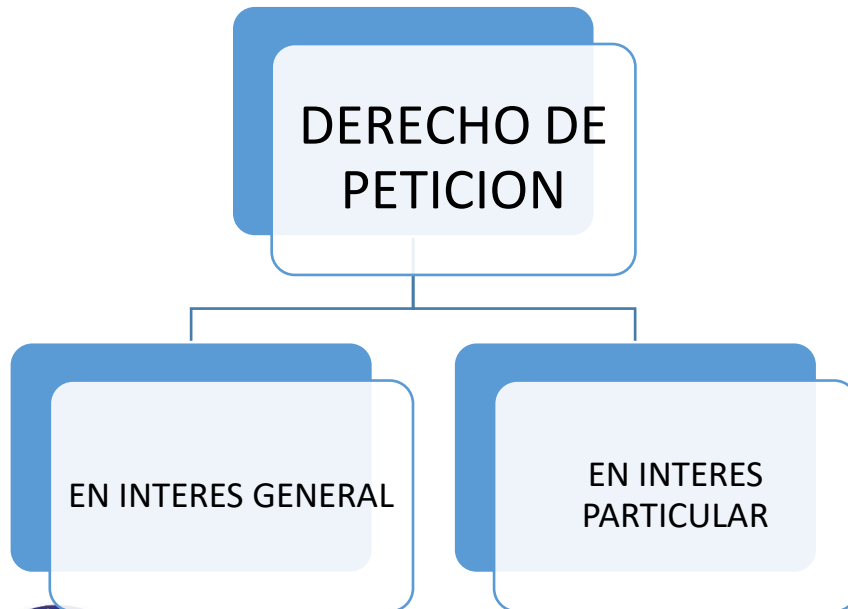 DERECHO DE
PETICION
EN INTERES GENERAL
EN INTERES
PARTICULAR